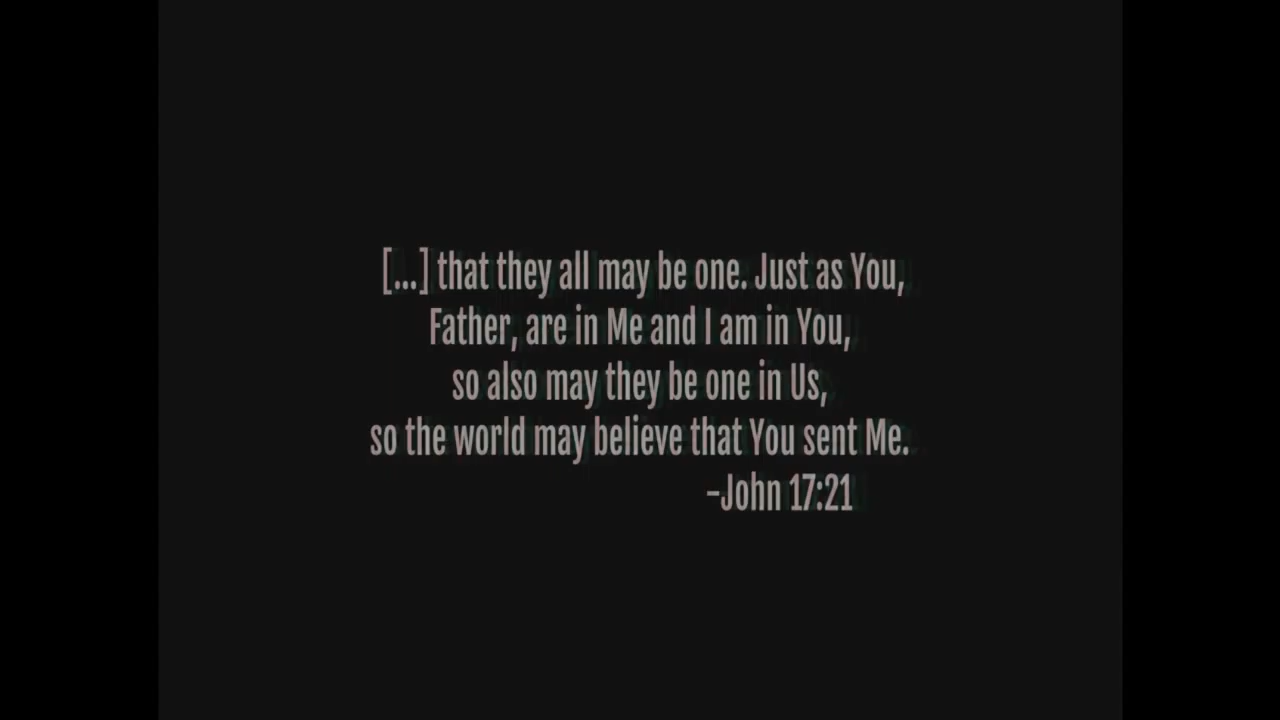 [...] that they all may be one. Just as You,
Father, are in Me and I am in You,
so also may they be one in Us,
so the world may believe that You sent Me.
-John 17:21